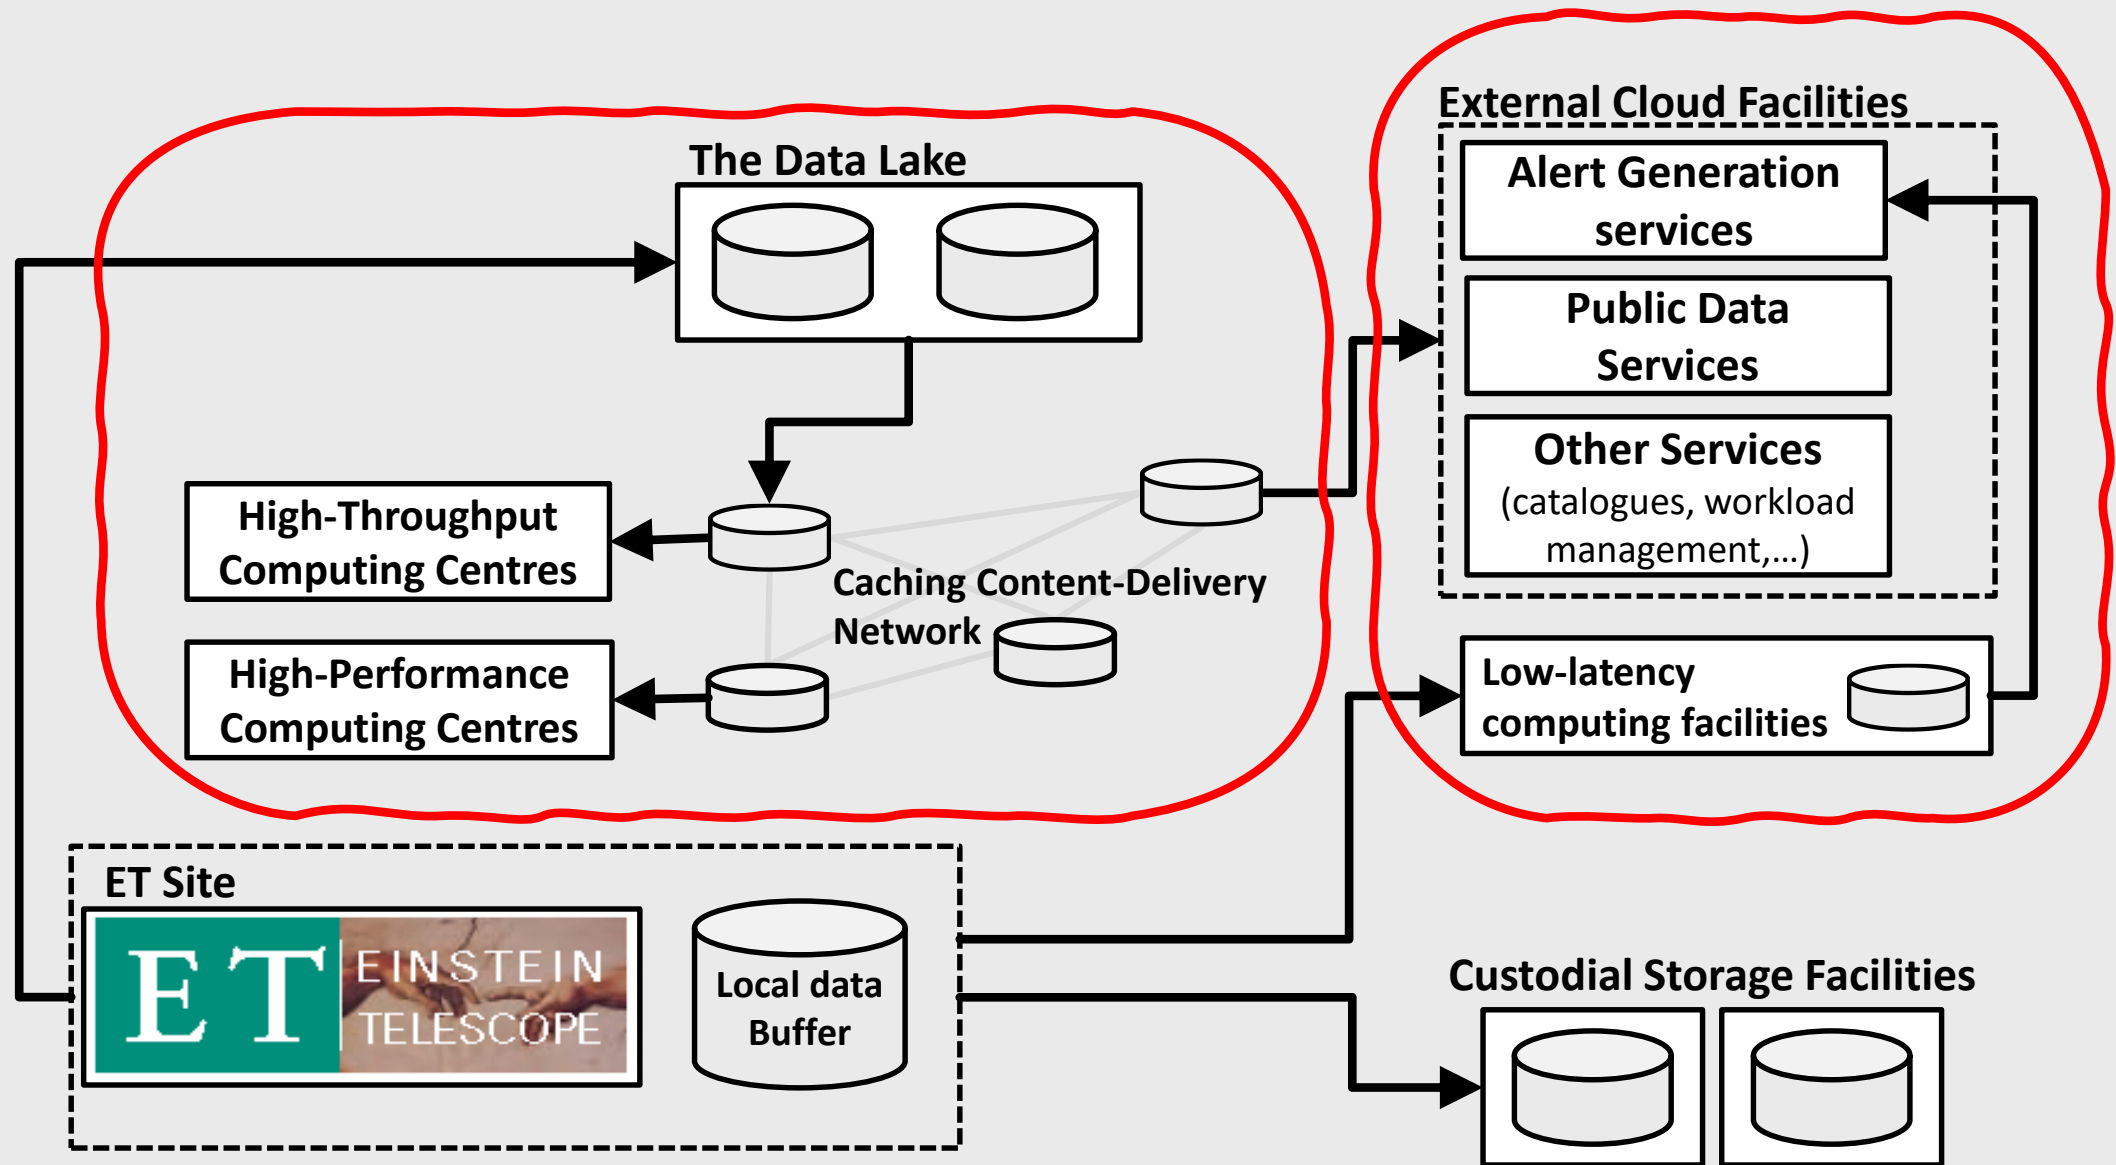 External Cloud Facilities
The Data Lake
Alert Generation
services
Public Data
Services
Other Services
(catalogues, workload
management,...)
High-Throughput
Computing Centres
Caching Content-Delivery
Network
High-Performance
Computing Centres
Low-latency
computing facilities
ET Site
ET
EINSTEIN
TELESCOPE
Local data
Buffer
Custodial Storage Facilities